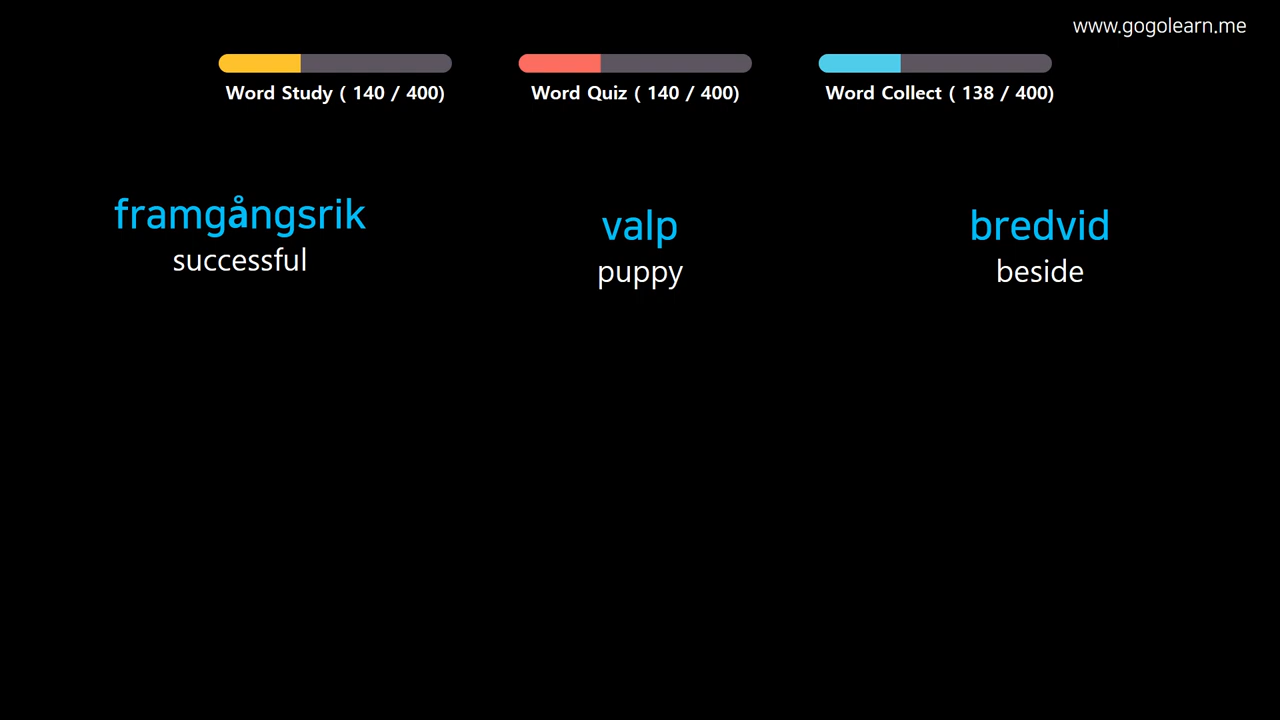 www.gogolearn.me
Word Study ( 140 / 400)
Word Quiz ( 140 / 400)
Word Collect ( 138 / 400)
framgångsrik
successful
valp
puppy
bredvid
beside